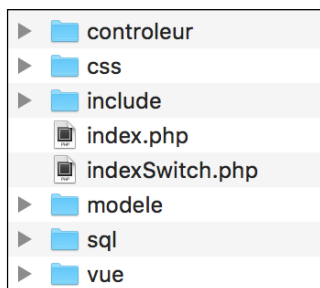 controleur
css
include
index.php
indexSwitch.php
modele
sql
vue